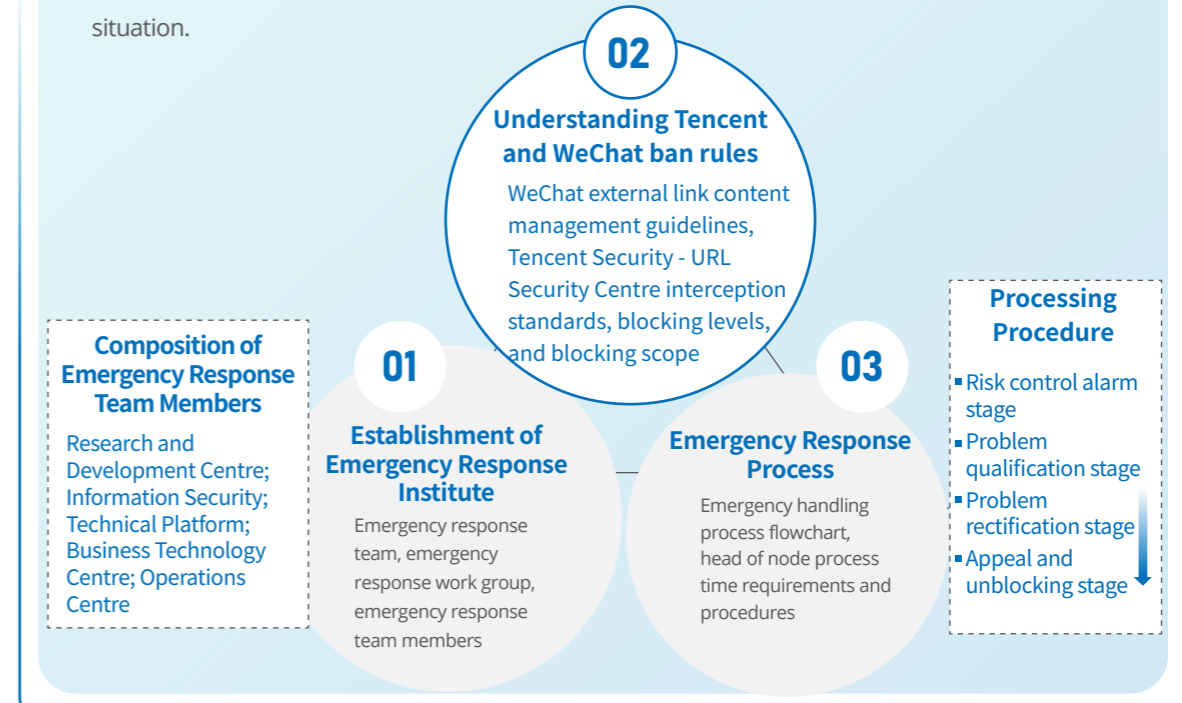 situation.
02
Understanding Tencent
and WeChat ban rules
WeChat external link content
management guidelines,
Tencent Security - URL
Security Centre interception
standards, blocking levels,
and blocking scope
Composition of
Emergency Response
Team Members
Research and
Development Centre;
Information Security;
Technical Platform;
Business Technology
Centre; Operations
Centre
01
Establishment of
Emergency Response
Institute
Emergency response
team, emergency
response work group,
emergency response
team members
03
Emergency Response
Process
Emergency handling
process flowchart,
head of node process
time requirements and
procedures
Processing
Procedure
▪Risk control alarm
stage
▪Problem
qualification stage
▪Problem
rectification stage
▪Appeal and
unblocking stage